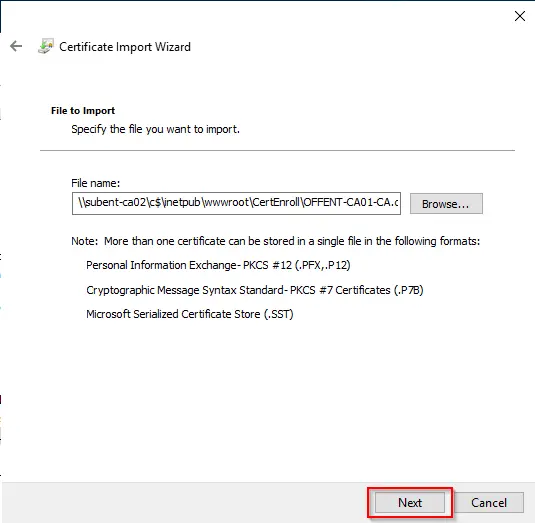 Certificate Import Wizard
File to Import
Specify the file you want to import.
File name:
\\subent-ca02\c$\inetpub\wwwroot\CertEnroll\OFFENT-CA01-CA.c
Browse...
Note: More than one certificate can be stored in a single file in the following formats:
Personal Information Exchange- PKCS #12 (.PFX,.P12)
Cryptographic Message Syntax Standard- PKCS #7 Certificates (.P7B)
Microsoft Serialized Certificate Store (.SST)
Next
Cancel